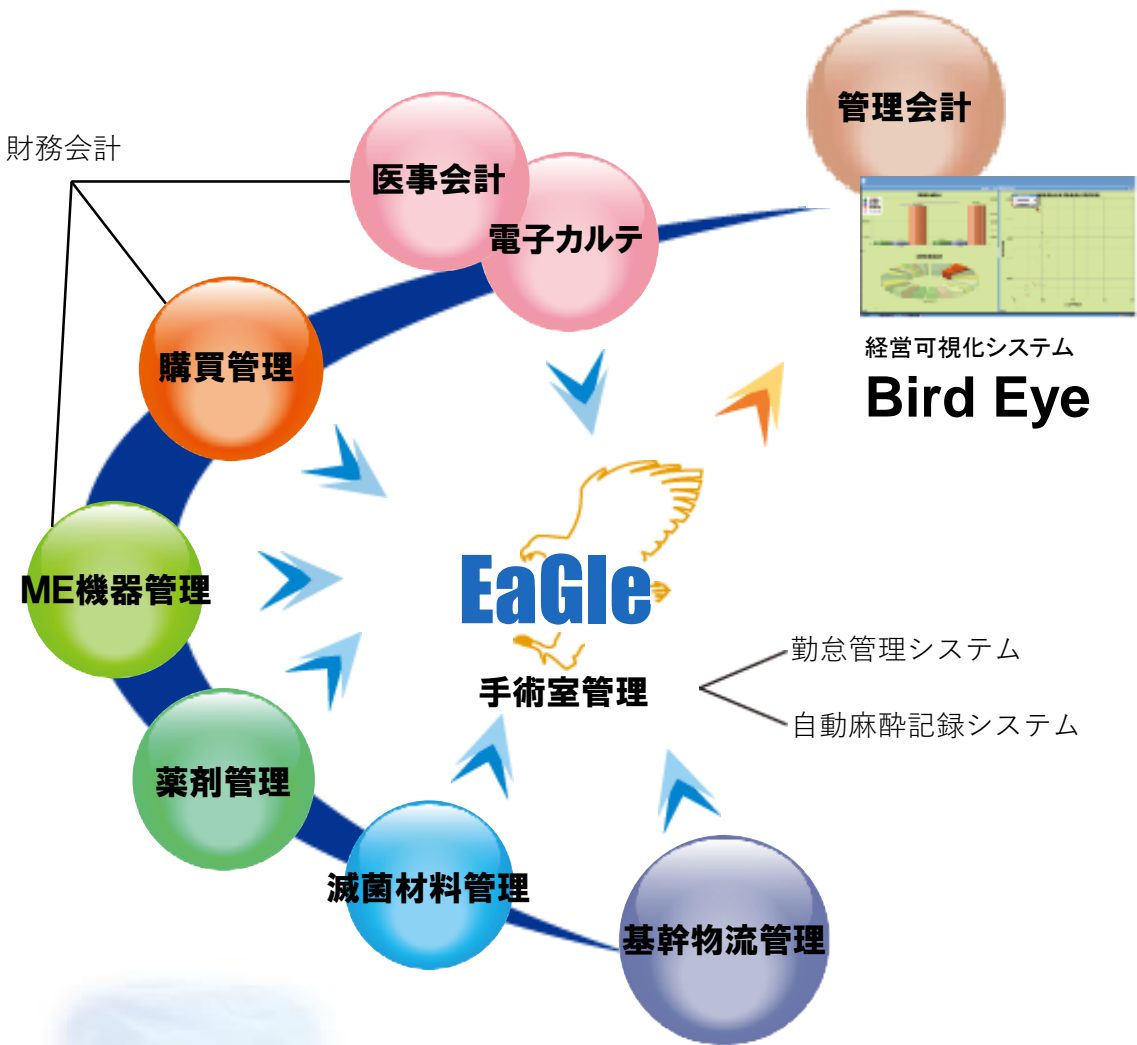 管理会計
財務会計
医事会計
電子カルテ
購買管理
経営可視化システム
Bird Eye
ME機器管理
EaGle
手術室管理
勤怠管理システム
自動麻酔記録システム
薬剤管理
滅菌材料管理
基幹物流管理